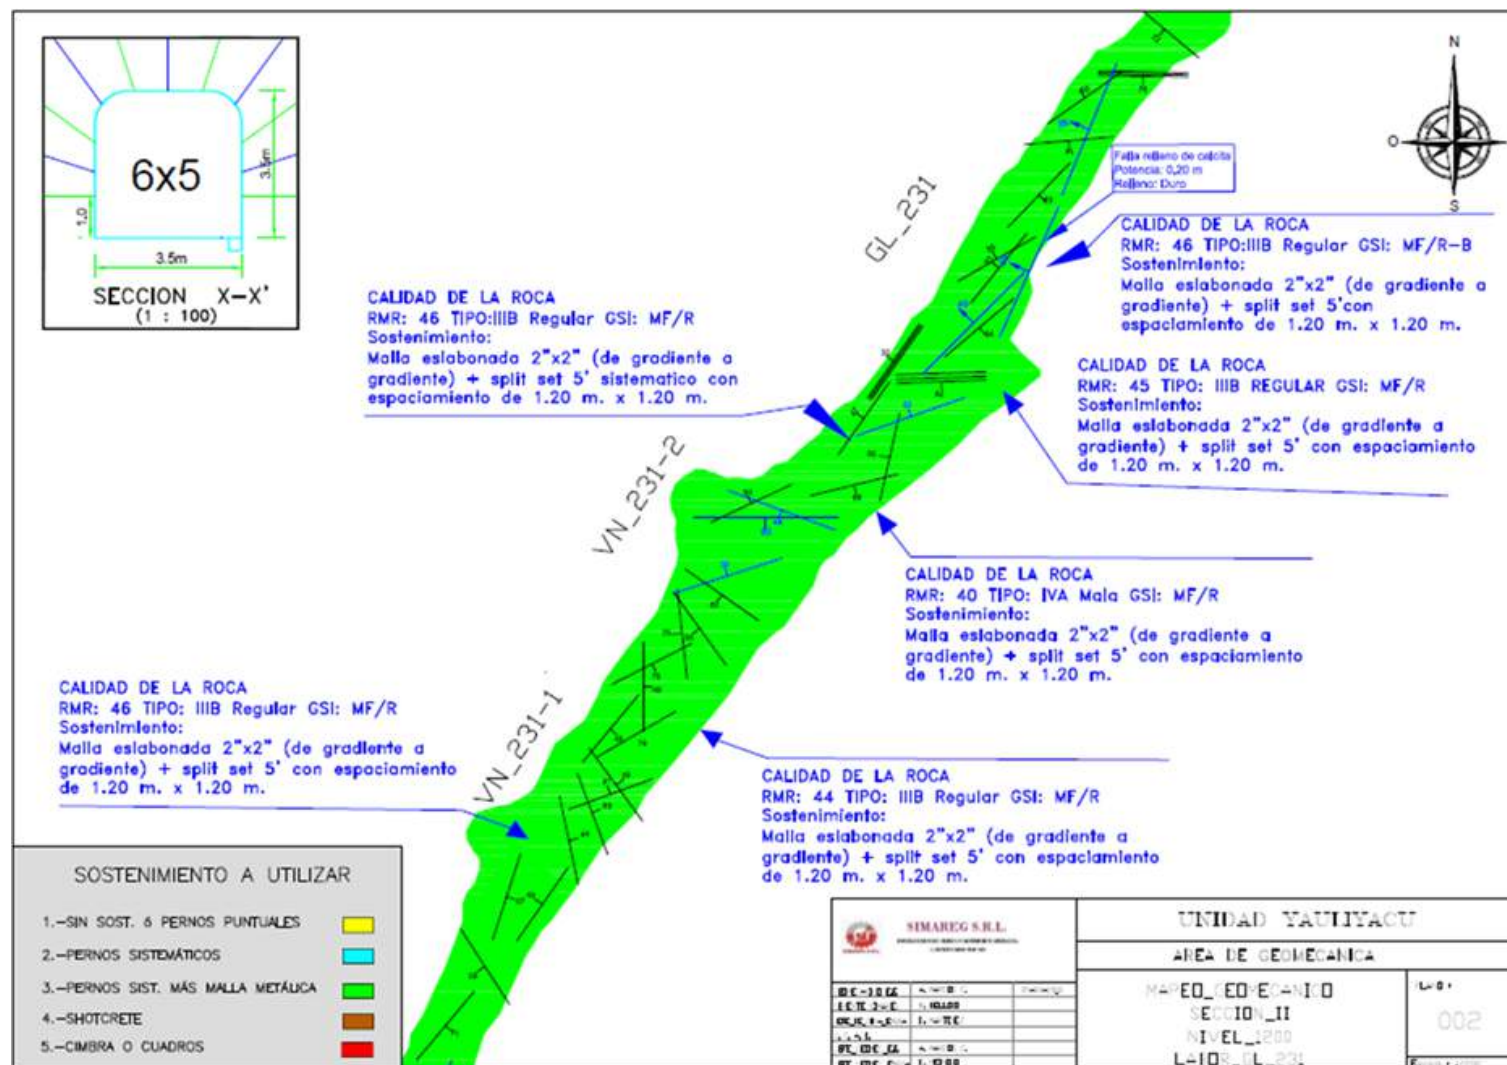 6x5
3.5m
1.0
3.5m
SECCION X-X'
(1 : 100)
GL_231
Falla relleno de calcita
Potencia: 0,20 m
Relleno: Duro
N
O
S
CALIDAD DE LA ROCA
RMR: 46 TIPO:IIIB Regular GSI: MF/R-B
Sostenimiento:
Malla eslabonada 2"x2" (de gradiente a
gradiente) + split set 5'con
espaciamiento de 1.20 m. x 1.20 m.
CALIDAD DE LA ROCA
RMR: 46 TIPO:IIIB Regular GSI: MF/R
Sostenimiento:
Malla eslabonada 2"x2" (de gradiente a
gradiente) + split set 5' sistematico con
espaciamiento de 1.20 m. x 1.20 m.
CALIDAD DE LA ROCA
RMR: 45 TIPO: IIIB REGULAR GSI: MF/R
Sostenimiento:
Malla eslabonada 2"x2" (de gradiente a
gradiente) + split set 5' con espaciamiento
de 1.20 m. x 1.20 m.
VN_231-2
CALIDAD DE LA ROCA
RMR: 40 TIPO: IVA Mala GSI: MF/R
Sostenimiento:
Malla eslabonada 2"x2" (de gradiente a
gradiente) + split set 5' con espaciamiento
de 1.20 m. x 1.20 m.
VN_231-1
CALIDAD DE LA ROCA
RMR: 46 TIPO: IIIB Regular GSI: MF/R
Sostenimiento:
Malla eslabonada 2"x2" (de gradiente a
gradiente) + split set 5' con espaciamiento
de 1.20 m. x 1.20 m.
CALIDAD DE LA ROCA
RMR: 44 TIPO: IIIB Regular GSI: MF/R
Sostenimiento:
Malla eslabonada 2"x2" (de gradiente a
gradiente) + split set 5' con espaciamiento
de 1.20 m. x 1.20 m.
SOSTENIMIENTO A UTILIZAR
1.-SIN SOST. ó PERNOS PUNTUALES
2.-PERNOS SISTEMÁTICOS
3.-PERNOS SIST. MÁS MALLA METÁLICA
4.-SHOTCRETE
5.-CIMBRA O CUADROS
SIMAREG S.R.L.
UNIDAD YAULIYACU
AREA DE GEOMECANICA
MAPEO_GEOMECANICO
SECCION_II
NIVEL_1200
LABOR_GL_231
002